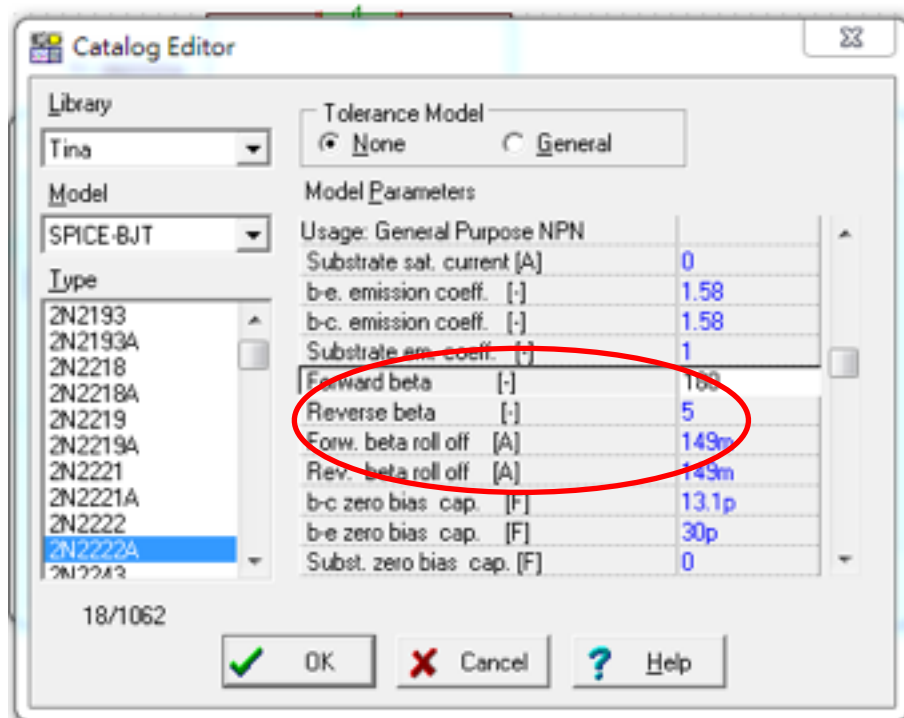 Catalog Editor
Library
Tina
Model
SPICE-BJT
Type
2N2193
2N2193A
2N2218
2N2218A
2N2219
2N2219A
2N2221
2N2221A
2N2222
2N2222A
2N2243
18/1062
Tolerance Model
None
General
Model Parameters
Usage: General Purpose NPN
Substrate sat. current [A] 0
b-e. emission coeff. [-] 1.58
b-c. emission coeff. [-] 1.58
Substrate em. coeff. [-] 1
Forward beta [-]
Reverse beta [-] 5
Forw. beta roll off [A] 149m
Rev. beta roll off [A] 149m
b-c zero bias cap. [F] 13.1p
b-e zero bias cap. [F] 30p
Subst. zero bias cap. [F] 0
OK
Cancel
? Help